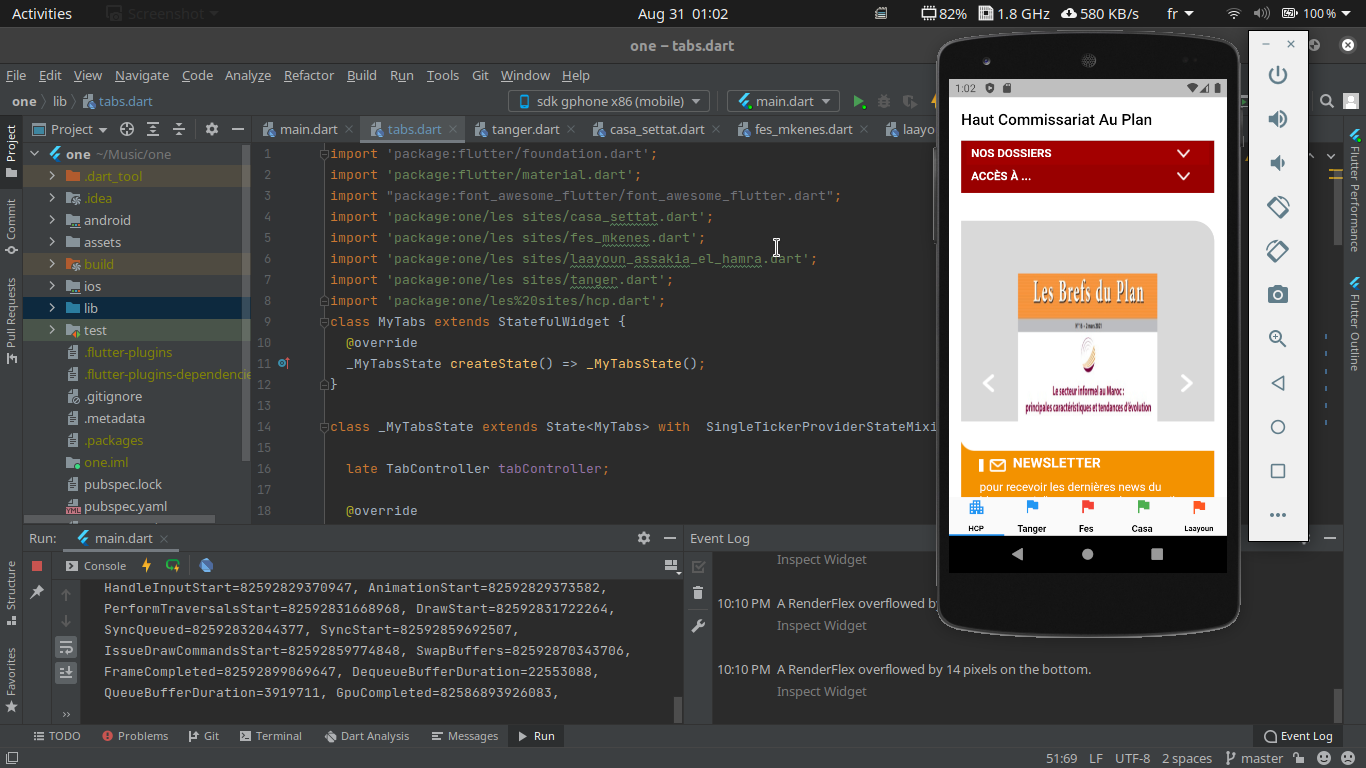 Activities
Screenshot
Aug 31 01:02
82%
1.8 GHz
580 KB/s
fr
100 %
one – tabs.dart
File Edit View Navigate Code Analyze Refactor Build Run Tools Git Window Help
one lib tabs.dart
sdk gphone x86 (mobile)
main.dart
Project
main.dart
tabs.dart
tanger.dart
casa_settat.dart
fes_mkenes.dart
laayo
Project
Commit
Pull Requests
Structure
Favorites
one ~/Music/one
.dart_tool
.idea
android
assets
build
ios
lib
test
.flutter-plugins
.flutter-plugins-dependencie
.gitignore
.metadata
.packages
one.iml
pubspec.lock
pubspec.yaml
1 import 'package:flutter/foundation.dart';
2 import 'package:flutter/material.dart';
3 import "package:font_awesome_flutter/font_awesome_flutter.dart";
4 import 'package:one/les sites/casa_settat.dart';
5 import 'package:one/les sites/fes_mkenes.dart';
6 import 'package:one/les sites/laayoun_assakia_el_hamra.dart';
7 import 'package:one/les sites/tanger.dart';
8 import 'package:one/les%20sites/hcp.dart';
9 class MyTabs extends StatefulWidget {
10 @override
11 _MyTabsState createState() => _MyTabsState();
12 }
13
14 class _MyTabsState extends State<MyTabs> with SingleTickerProviderStateMixi
15
16 late TabController tabController;
17
18 @override
1:02
Haut Commissariat Au Plan
NOS DOSSIERS
ACCÈS À ...
Les Brefs du Plan
Le secteur informel au Maroc :
principales caractéristiques et tendances d'évolution
NEWSLETTER
pour recevoir les dernières news du
HCP
Tanger
Fes
Casa
Laayoun
Flutter Performance
Flutter Outline
Run: main.dart
Console
HandleInputStart=82592829370947, AnimationStart=82592829373582,
PerformTraversalsStart=82592831668968, DrawStart=82592831722264,
SyncQueued=82592832044377, SyncStart=82592859692507,
IssueDrawCommandsStart=82592859774848, SwapBuffers=82592870343706,
FrameCompleted=82592899069647, DequeueBufferDuration=22553088,
QueueBufferDuration=3919711, GpuCompleted=82586893926083,
Event Log
Inspect Widget
10:10 PM A RenderFlex overflowed by
Inspect Widget
10:10 PM A RenderFlex overflowed by 14 pixels on the bottom.
Inspect Widget
TODO
Problems
Git
Terminal
Dart Analysis
Messages
Run
Event Log
51:69 LF UTF-8 2 spaces master